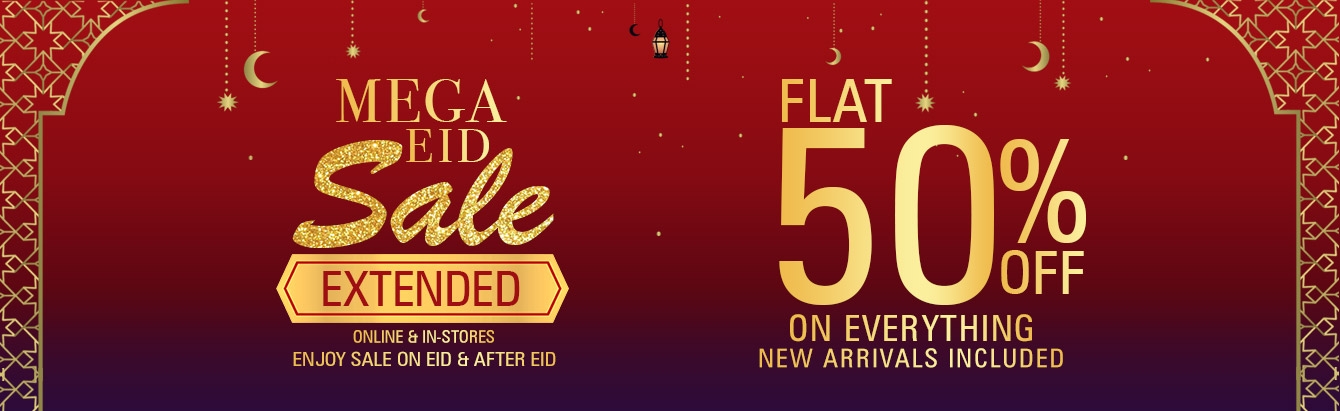 MEGA
EID
Sale
EXTENDED
ONLINE & IN-STORES
ENJOY SALE ON EID & AFTER EID
FLAT
50%
OFF
ON EVERYTHING
NEW ARRIVALS INCLUDED